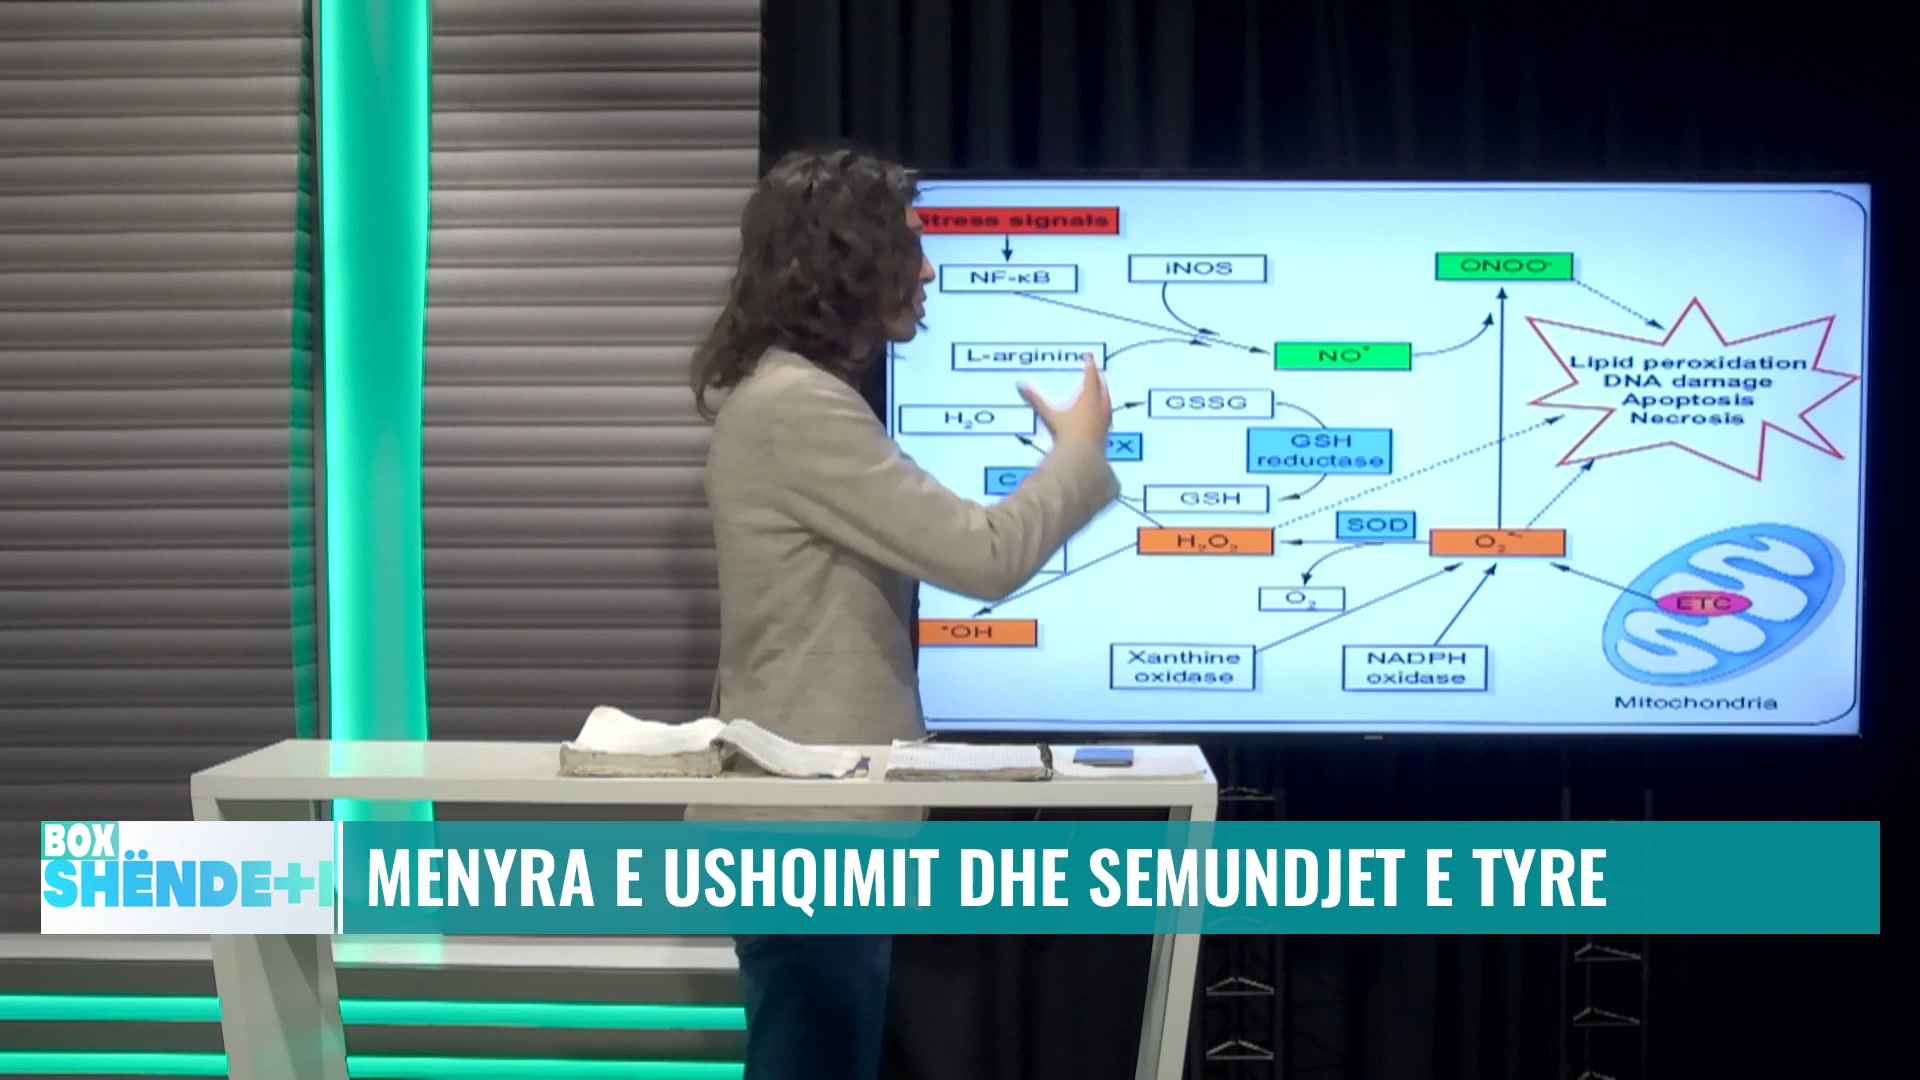 Stress signals
NF-κB
iNOS
ONOO⁻
L-arginine
NO•
Lipid peroxidation
DNA damage
Apoptosis
Necrosis
H₂O
GSSG
PX
GSH
reductase
C
GSH
SOD
H₂O₂
O₂•⁻
O₂
ETC
•OH
Xanthine
oxidase
NADPH
oxidase
Mitochondria
BOX
SHËNDE+I
MENYRA E USHQIMIT DHE SEMUNDJET E TYRE